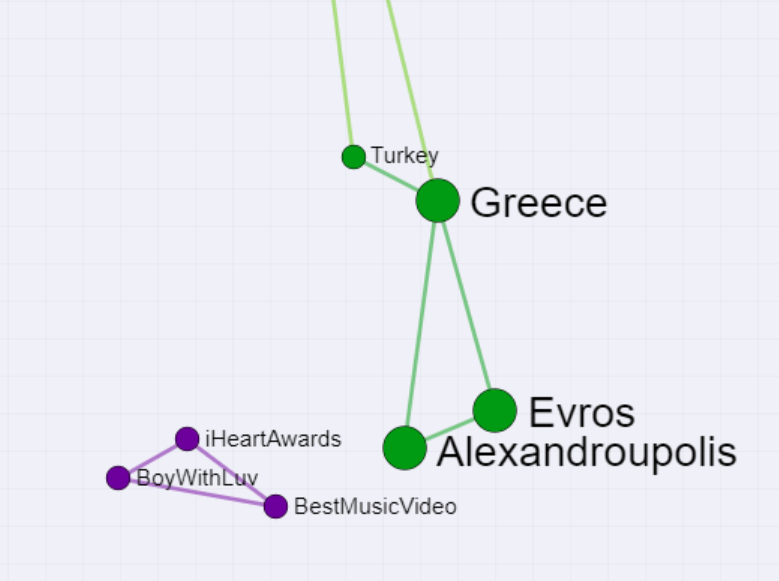 Turkey
Greece
Evros
iHeartAwards
Alexandroupolis
BoyWithLuv
BestMusicVideo